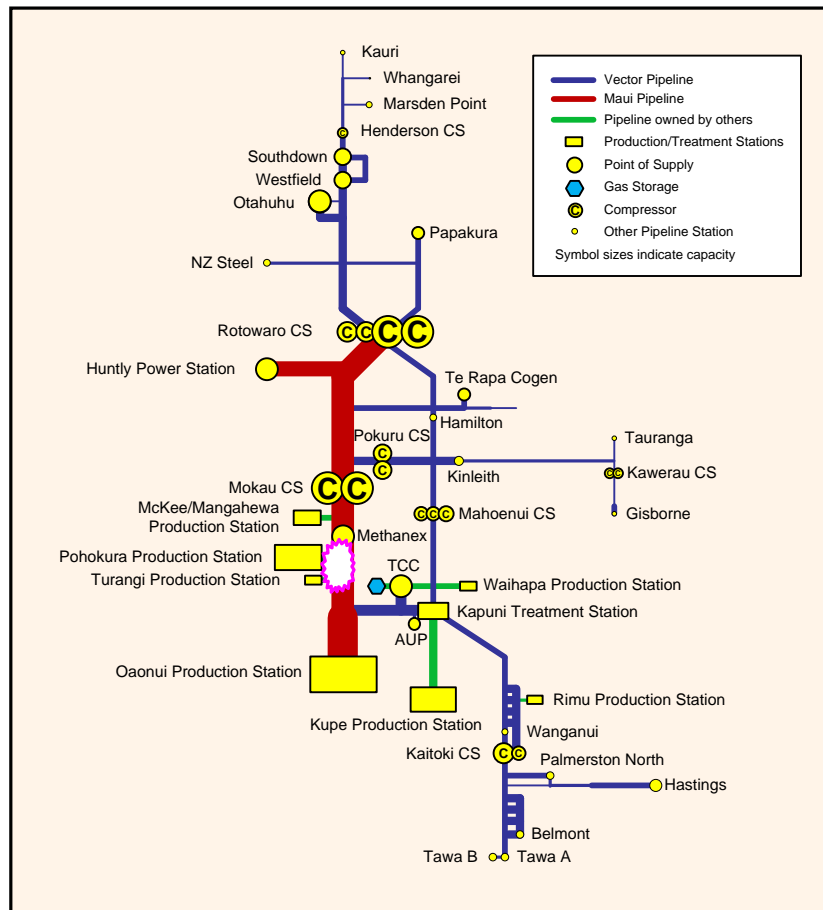 Kauri
Whangarei
Marsden Point
Henderson CS
Southdown
Westfield
Otahuhu
Papakura
NZ Steel
Rotowaro CS
C C C C
Huntly Power Station
Te Rapa Cogen
Hamilton
Pokuru CS
C
C
Tauranga
Kinleith
C C
Kawerau CS
Mokau CS
C C
McKee/Mangahewa
Production Station
Mahoenui CS
C C C
Gisborne
Methanex
Pohokura Production Station
TCC
Turangi Production Station
Waihapa Production Station
Kapuni Treatment Station
AUP
Oaonui Production Station
Kupe Production Station
Rimu Production Station
Wanganui
Kaitoki CS
C C
Palmerston North
Hastings
Belmont
Tawa B
Tawa A
Vector Pipeline
Maui Pipeline
Pipeline owned by others
Production/Treatment Stations
Point of Supply
Gas Storage
C
Compressor
Other Pipeline Station
Symbol sizes indicate capacity